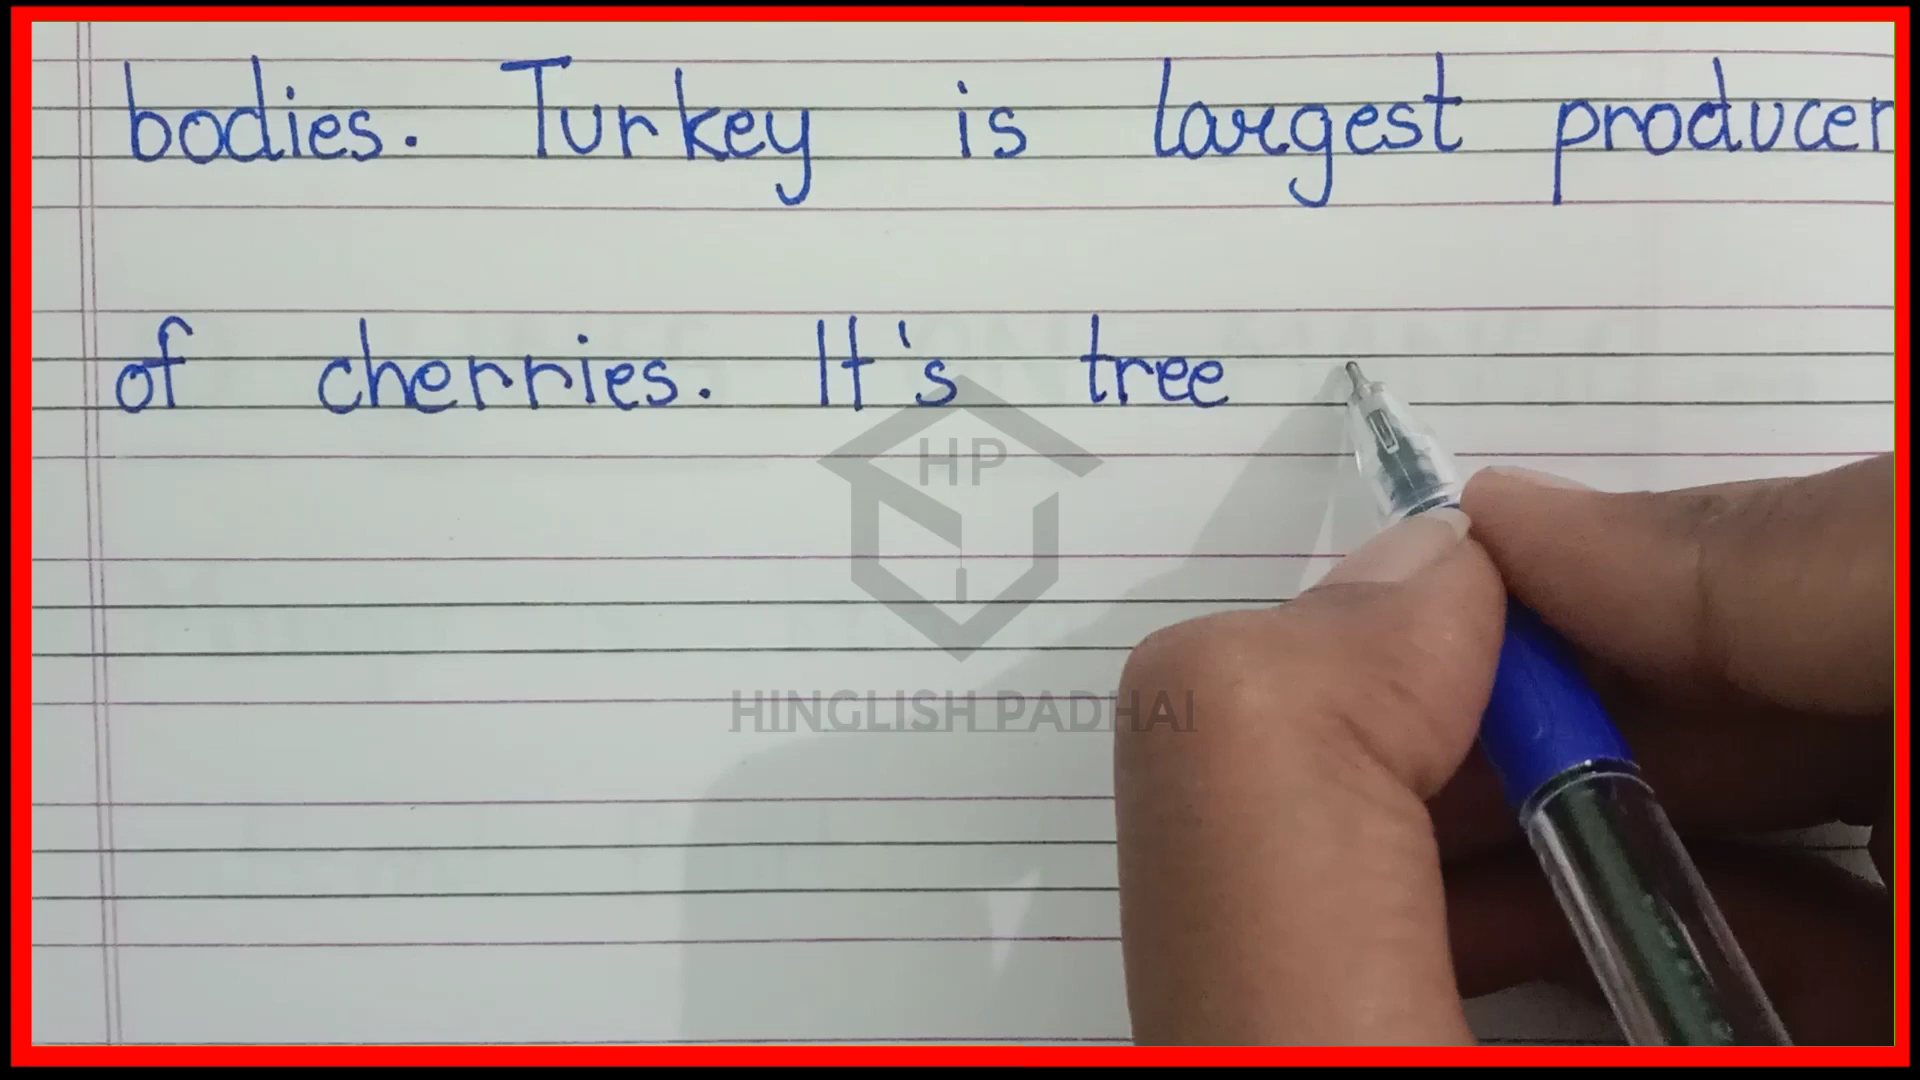 bodies. Turkey is largest producer
of cherries. It's tree
HP
HINGLISH PADHAI